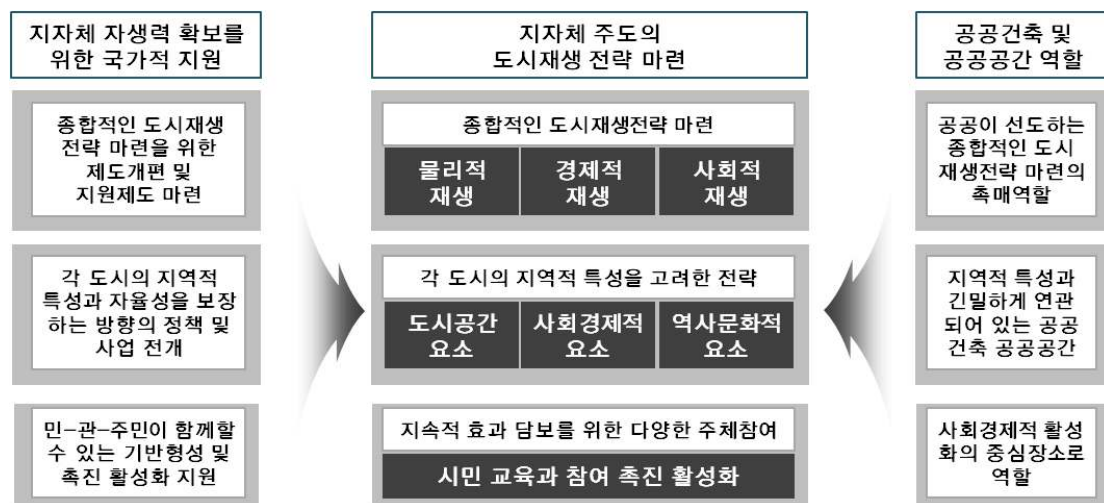 지자체 자생력 확보를
위한 국가적 지원
종합적인 도시재생
전략 마련을 위한
제도개편 및
지원제도 마련
각 도시의 지역적
특성과 자율성을 보장
하는 방향의 정책 및
사업 전개
민-관-주민이 함께할
수 있는 기반형성 및
촉진 활성화 지원
지자체 주도의
도시재생 전략 마련
종합적인 도시재생전략 마련
물리적
재생
경제적
재생
사회적
재생
각 도시의 지역적 특성을 고려한 전략
도시공간
요소
사회경제적
요소
역사문화적
요소
지속적 효과 담보를 위한 다양한 주체참여
시민 교육과 참여 촉진 활성화
공공건축 및
공공공간 역할
공공이 선도하는
종합적인 도시
재생전략 마련의
촉매역할
지역적 특성과
긴밀하게 연관
되어 있는 공공
건축 공공공간
사회경제적 활성
화의 중심장소로
역할